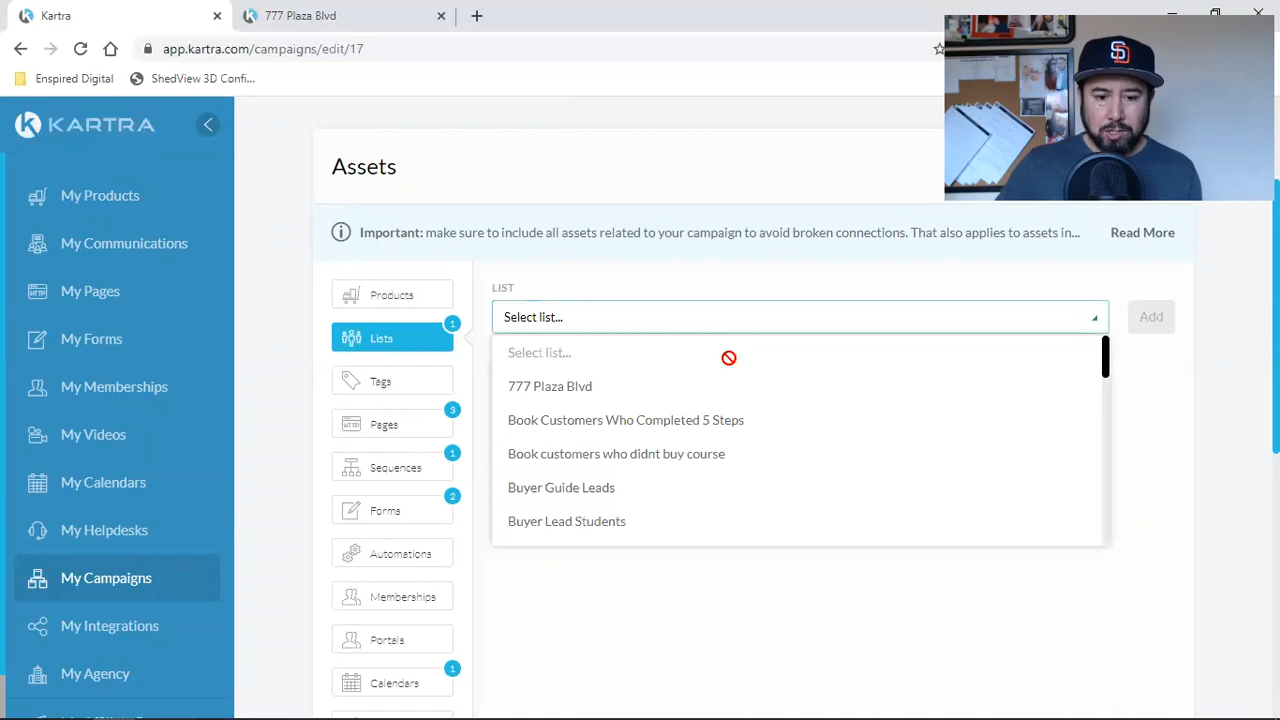 Kartra
777 Plaza Blvd
app.kartra.com/campaigns/edit/17
Enspired Digital
ShedView 3D Confi...
SD
KARTRA
My Products
My Communications
My Pages
My Forms
My Memberships
My Videos
My Calendars
My Helpdesks
My Campaigns
My Integrations
My Agency
Assets
Important: make sure to include all assets related to your campaign to avoid broken connections. That also applies to assets in...
Read More
Products
Lists
1
Tags
Pages
3
Sequences
1
Forms
2
Automations
Memberships
Portals
Calendars
1
LIST
Select list...
Add
Select list...
777 Plaza Blvd
Book Customers Who Completed 5 Steps
Book customers who didnt buy course
Buyer Guide Leads
Buyer Lead Students